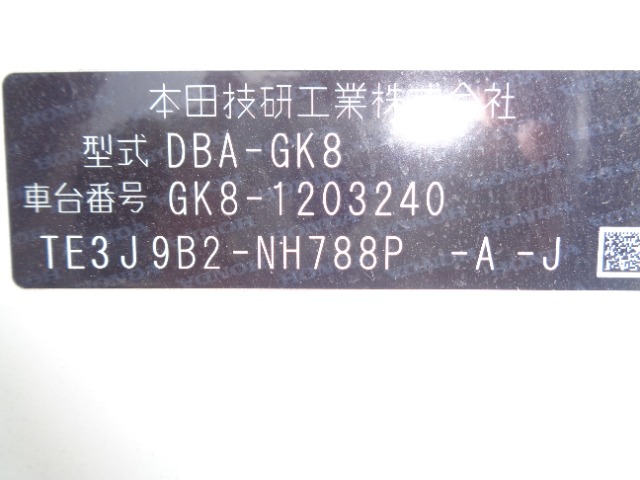 本田技研工業株式会社
型式 DBA-GK8
車台番号 GK8-1203240
TE3J9B2-NH788P -A -J